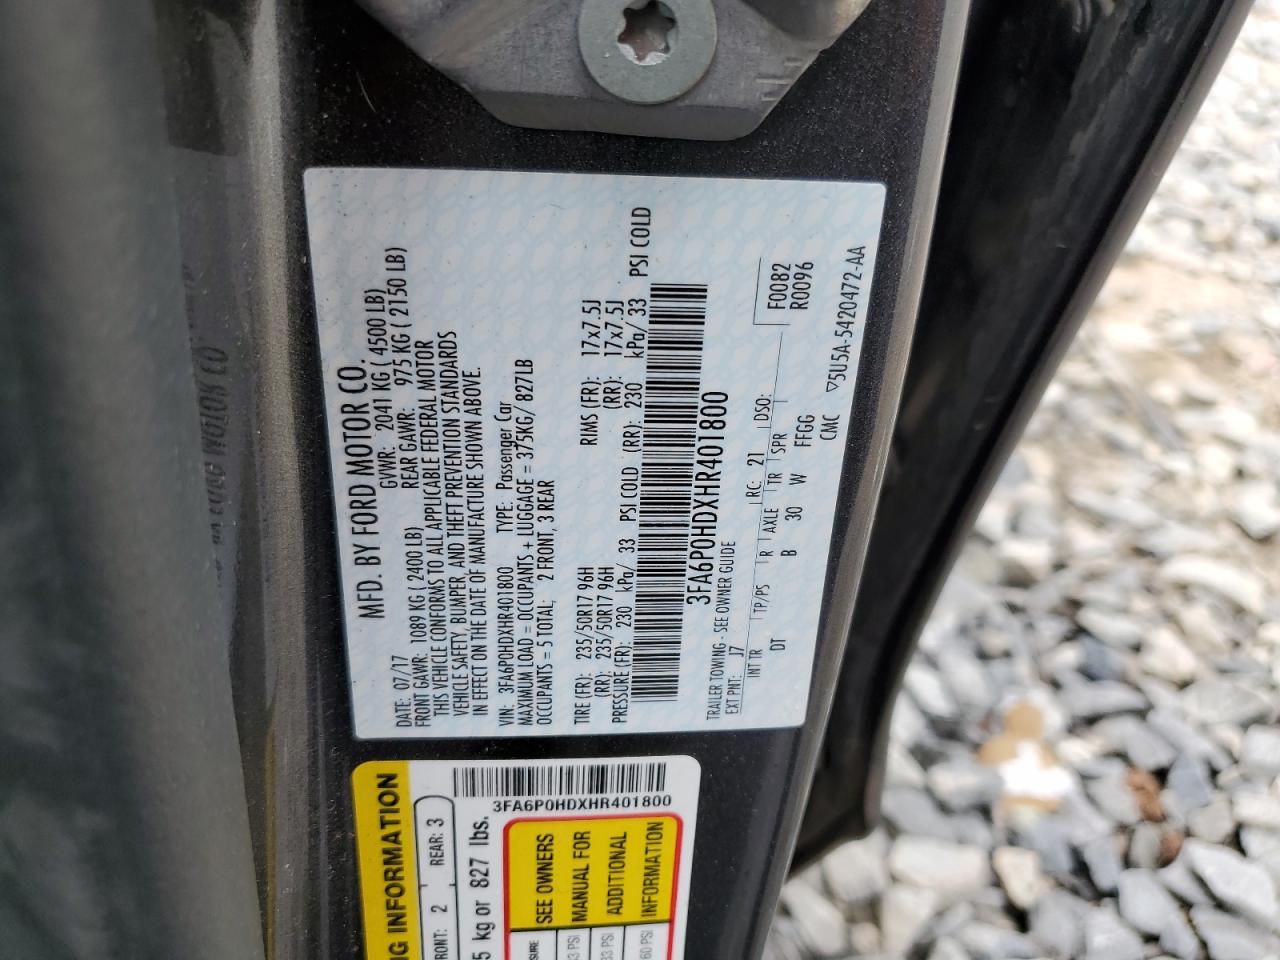 MFD. BY FORD MOTOR CO.
DATE: 07/17 GVWR: 2041 KG ( 4500 LB)
FRONT GAWR: 1089 KG ( 2400 LB) REAR GAWR: 975 KG ( 2150 LB)
THIS VEHICLE CONFORMS TO ALL APPLICABLE FEDERAL MOTOR
VEHICLE SAFETY, BUMPER, AND THEFT PREVENTION STANDARDS
IN EFFECT ON THE DATE OF MANUFACTURE SHOWN ABOVE.
VIN: 3FA6P0HDXHR401800 TYPE: Passenger Car
MAXIMUM LOAD = OCCUPANTS + LUGGAGE = 375KG/ 827LB
OCCUPANTS = 5 TOTAL: 2 FRONT, 3 REAR
TIRE (FR): 235/50R17 96H RIMS (FR): 17x7.5J
(RR): 235/50R17 96H (RR): 17x7.5J
PRESSURE (FR): 230 kPa/ 33 PSI COLD (RR): 230 kPa/ 33 PSI COLD
3FA6P0HDXHR401800
TRAILER TOWING - SEE OWNER GUIDE F0082
EXT PNT: J7 RC: 21 DSO: R0096
INT TR TP/PS R AXLE TR SPR
DT B 30 W FFGG
CMC ▽5U5A-5420472-AA
3FA6P0HDXHR401800
INFORMATION
FRONT: 2 REAR: 3
kg or 827 lbs.
SEE OWNERS
MANUAL FOR
ADDITIONAL
INFORMATION
33 PSI
33 PSI
60 PSI